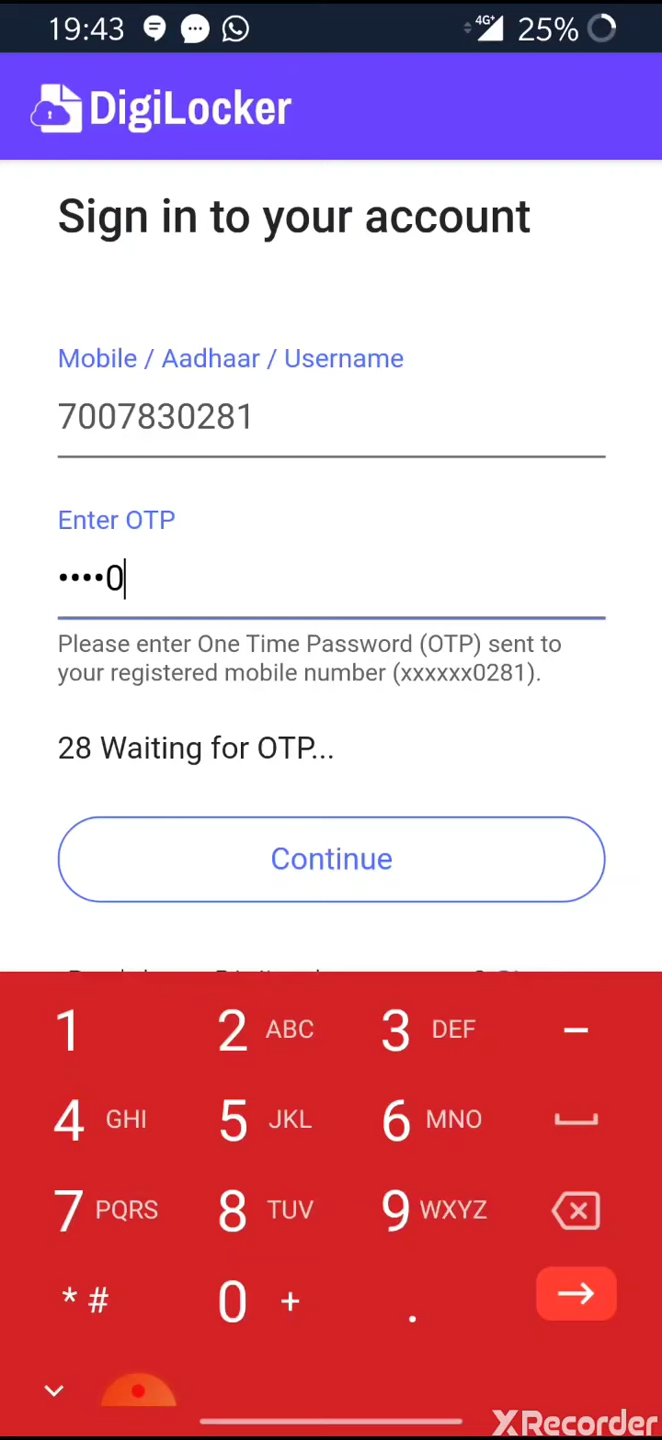 19:43 4G+ 25%
DigiLocker
Sign in to your account
Mobile / Aadhaar / Username
7007830281
Enter OTP
••••0
Please enter One Time Password (OTP) sent to
your registered mobile number (xxxxxx0281).
28 Waiting for OTP...
Continue
1 2 ABC 3 DEF –
4 GHI 5 JKL 6 MNO
7 PQRS 8 TUV 9 WXYZ
* # 0 + .
XRecorder